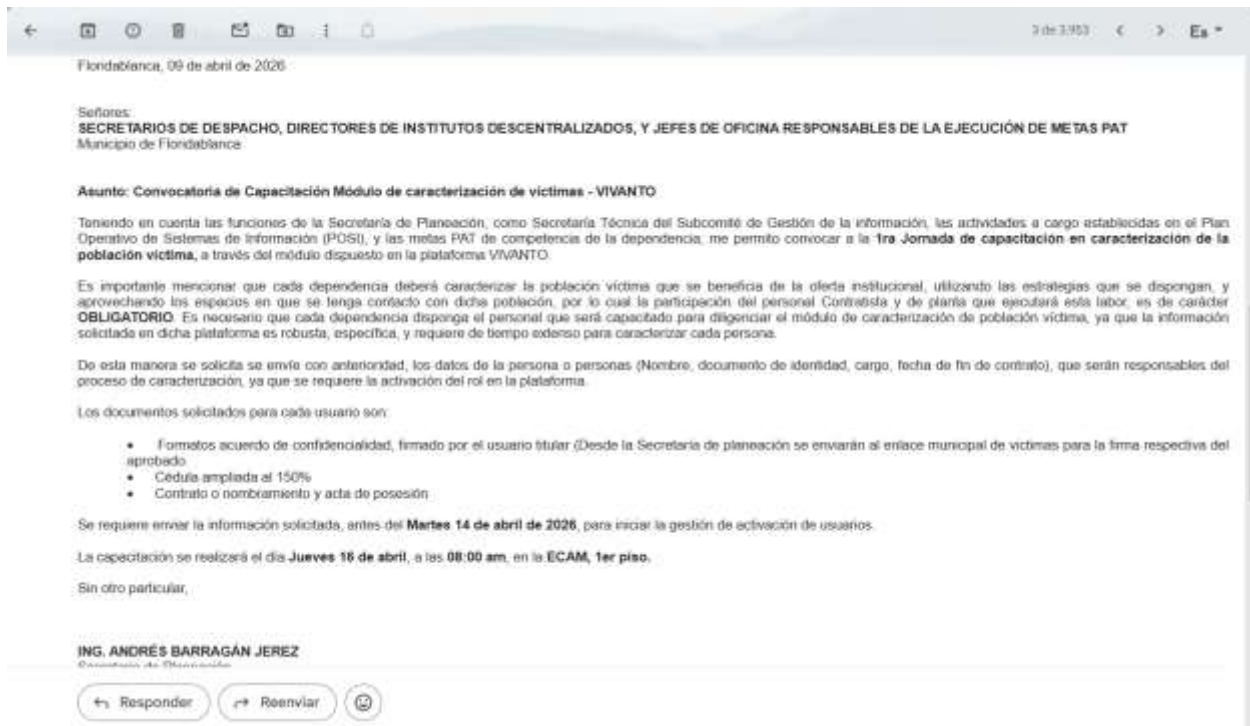 3 de 3.953
Es
Floridablanca, 09 de abril de 2026
Señores:
SECRETARIOS DE DESPACHO, DIRECTORES DE INSTITUTOS DESCENTRALIZADOS, Y JEFES DE OFICINA RESPONSABLES DE LA EJECUCIÓN DE METAS PAT
Municipio de Floridablanca
Asunto: Convocatoria de Capacitación Módulo de caracterización de víctimas - VIVANTO
Teniendo en cuenta las funciones de la Secretaría de Planeación, como Secretaría Técnica del Subcomité de Gestión de la información, las actividades a cargo establecidas en el Plan
Operativo de Sistemas de Información (POSI), y las metas PAT de competencia de la dependencia, me permito convocar a la 1ra Jornada de capacitación en caracterización de la
población víctima, a través del módulo dispuesto en la plataforma VIVANTO.
Es importante mencionar que cada dependencia deberá caracterizar la población víctima que se beneficia de la oferta institucional, utilizando las estrategias que se dispongan, y
aprovechando los espacios en que se tenga contacto con dicha población, por lo cual la participación del personal Contratista y de planta que ejecutará esta labor, es de carácter
OBLIGATORIO. Es necesario que cada dependencia disponga el personal que será capacitado para diligenciar el módulo de caracterización de población víctima, ya que la información
solicitada en dicha plataforma es robusta, específica, y requiere de tiempo extenso para caracterizar cada persona.
De esta manera se solicita se envíe con anterioridad, los datos de la persona o personas (Nombre, documento de identidad, cargo, fecha de fin de contrato), que serán responsables del
proceso de caracterización, ya que se requiere la activación del rol en la plataforma.
Los documentos solicitados para cada usuario son:
• Formatos acuerdo de confidencialidad, firmado por el usuario titular (Desde la Secretaría de planeación se enviarán al enlace municipal de víctimas para la firma respectiva del
aprobado
• Cédula ampliada al 150%
• Contrato o nombramiento y acta de posesión
Se requiere enviar la información solicitada, antes del Martes 14 de abril de 2026, para iniciar la gestión de activación de usuarios.
La capacitación se realizará el día Jueves 16 de abril, a las 08:00 am, en la ECAM, 1er piso.
Sin otro particular,
ING. ANDRÉS BARRAGÁN JEREZ
Secretario de Planeación
Responder
Reenviar